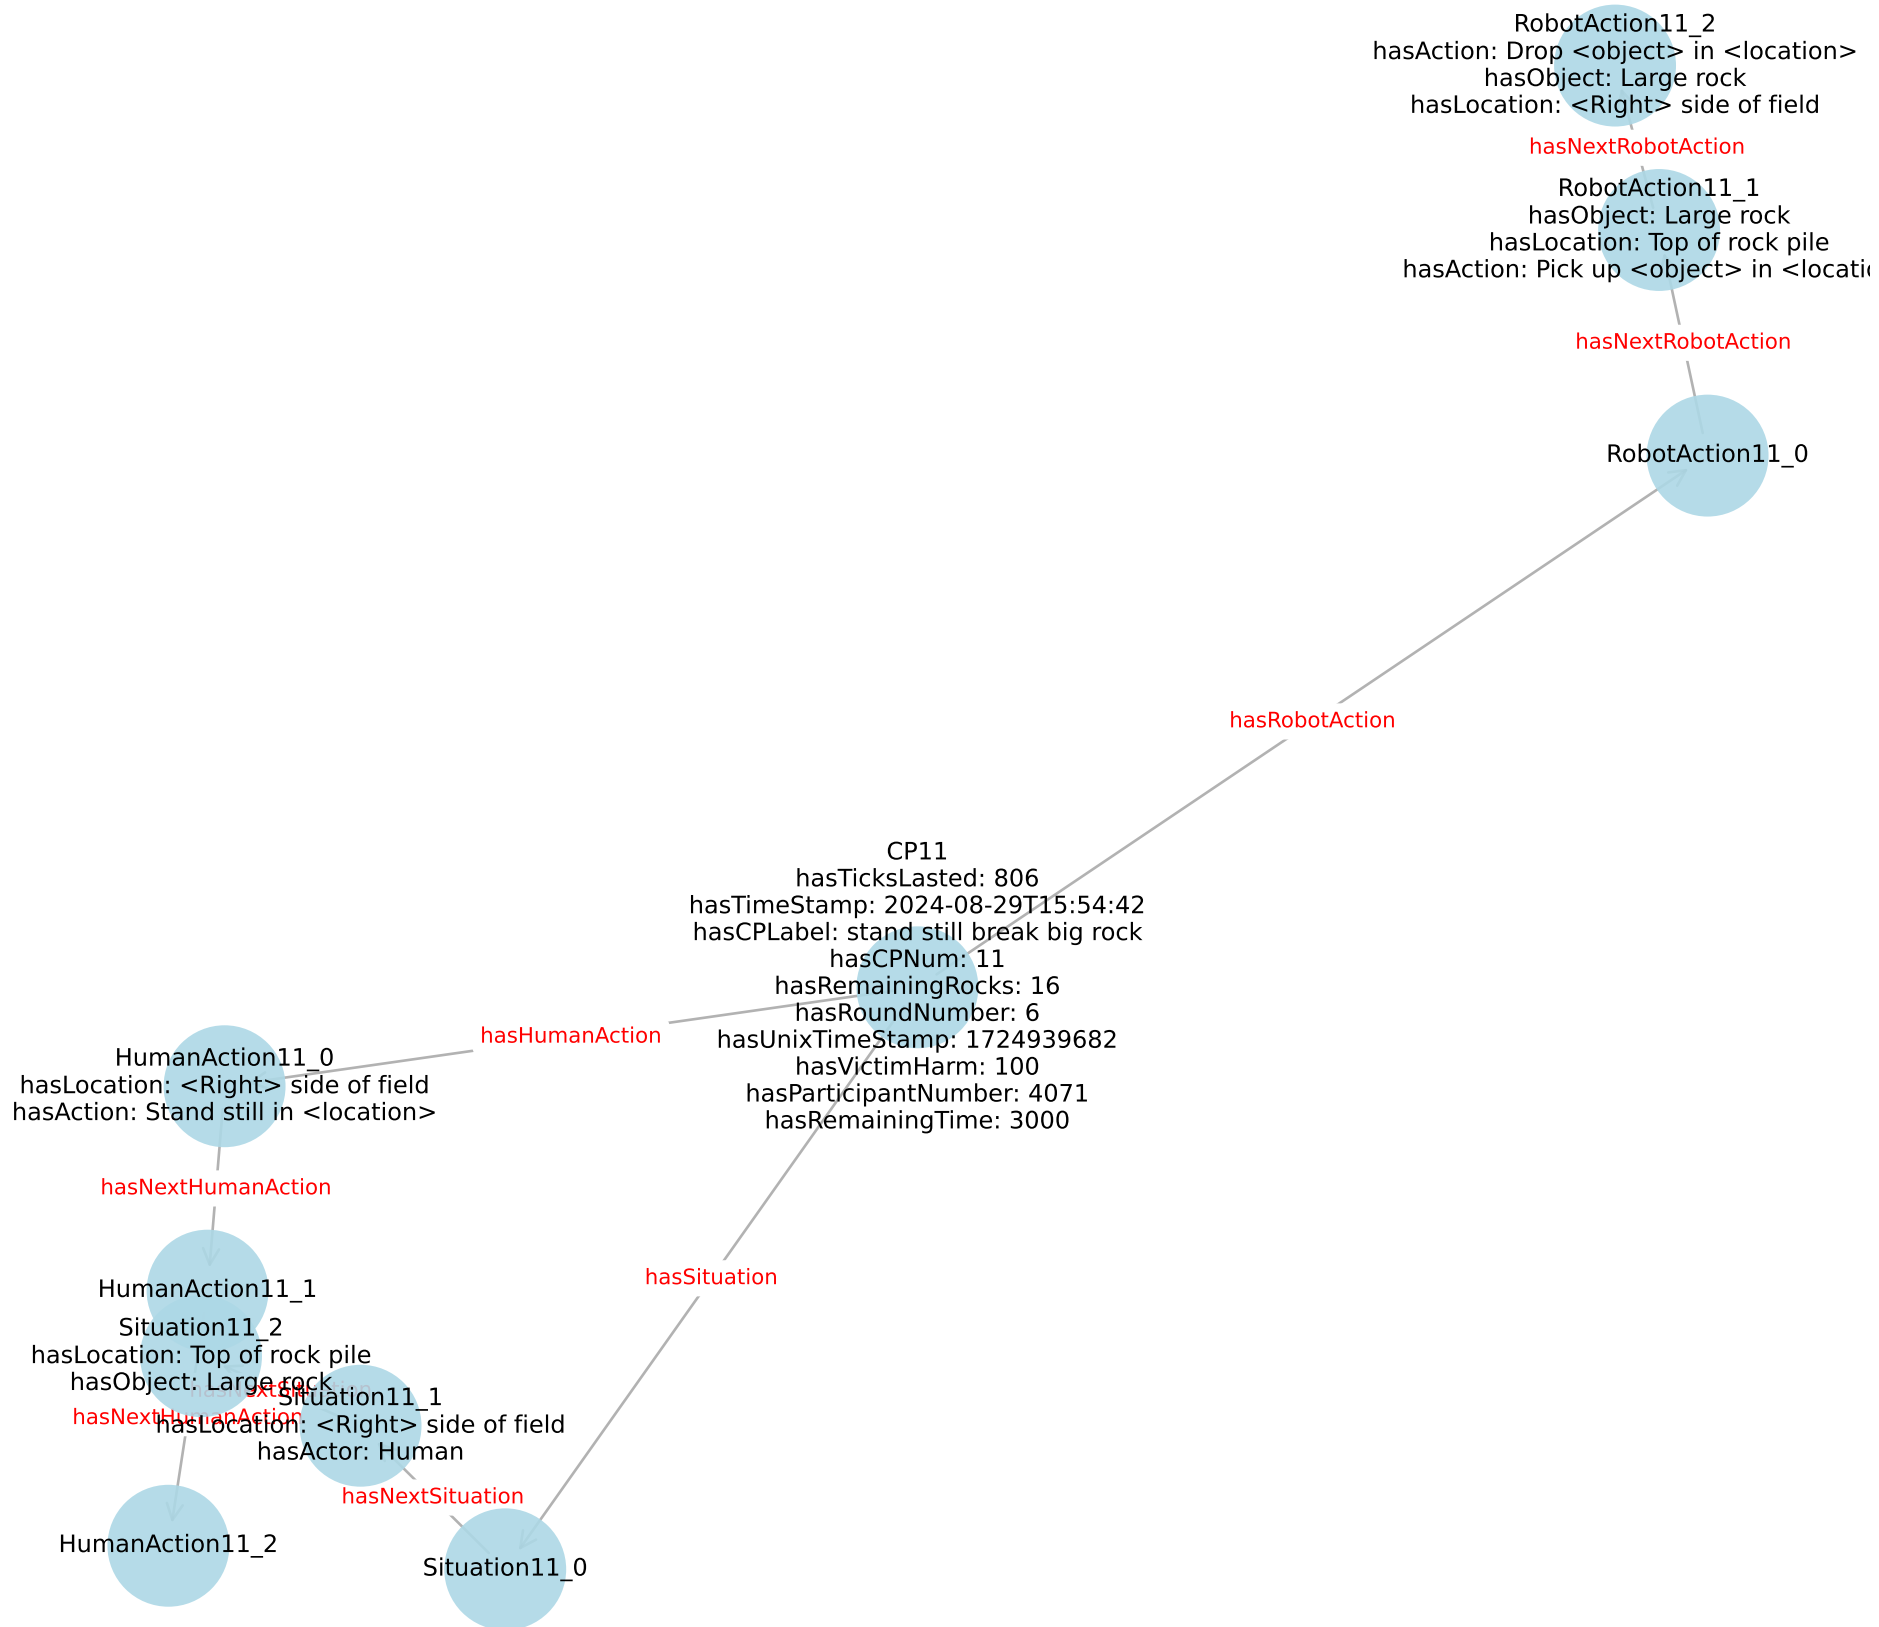 RobotAction11_2
hasAction: Drop <object> in <location>
hasObject: Large rock
hasLocation: <Right> side of field
hasNextRobotAction
RobotAction11_1
hasObject: Large rock
hasLocation: Top of rock pile
hasAction: Pick up <object> in <locati
hasNextRobotAction
RobotAction11_0
hasRobotAction
CP11
hasTicksLasted: 806
hasTimeStamp: 2024-08-29T15:54:42
hasCPLabel: stand still break big rock
hasCPNum: 11
hasRemainingRocks: 16
hasRoundNumber: 6
hasUnixTimeStamp: 1724939682
hasVictimHarm: 100
hasParticipantNumber: 4071
hasRemainingTime: 3000
hasHumanAction
HumanAction11_0
hasLocation: <Right> side of field
hasAction: Stand still in <location>
hasNextHumanAction
hasSituation
HumanAction11_1
Situation11_2
hasLocation: Top of rock pile
hasObject: Large rock
hasNextSituation
Situation11_1
hasLocation: <Right> side of field
hasActor: Human
hasNextHumanAction
hasNextSituation
HumanAction11_2
Situation11_0